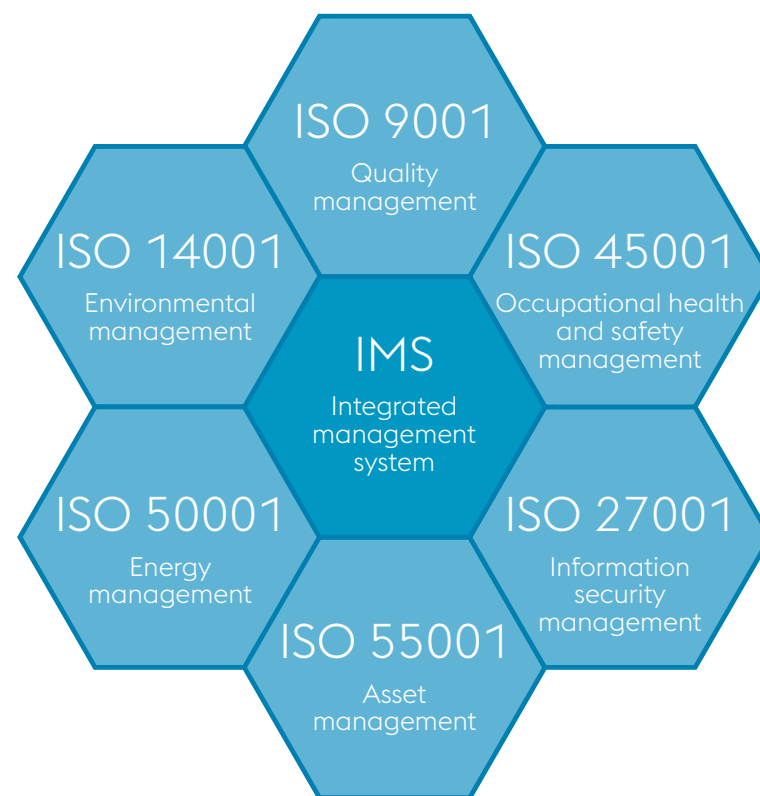 ISO 9001
Quality
management
ISO 14001
Environmental
management
ISO 45001
Occupational health
and safety
management
IMS
Integrated
management
system
ISO 50001
Energy
management
ISO 27001
Information
security
management
ISO 55001
Asset
management